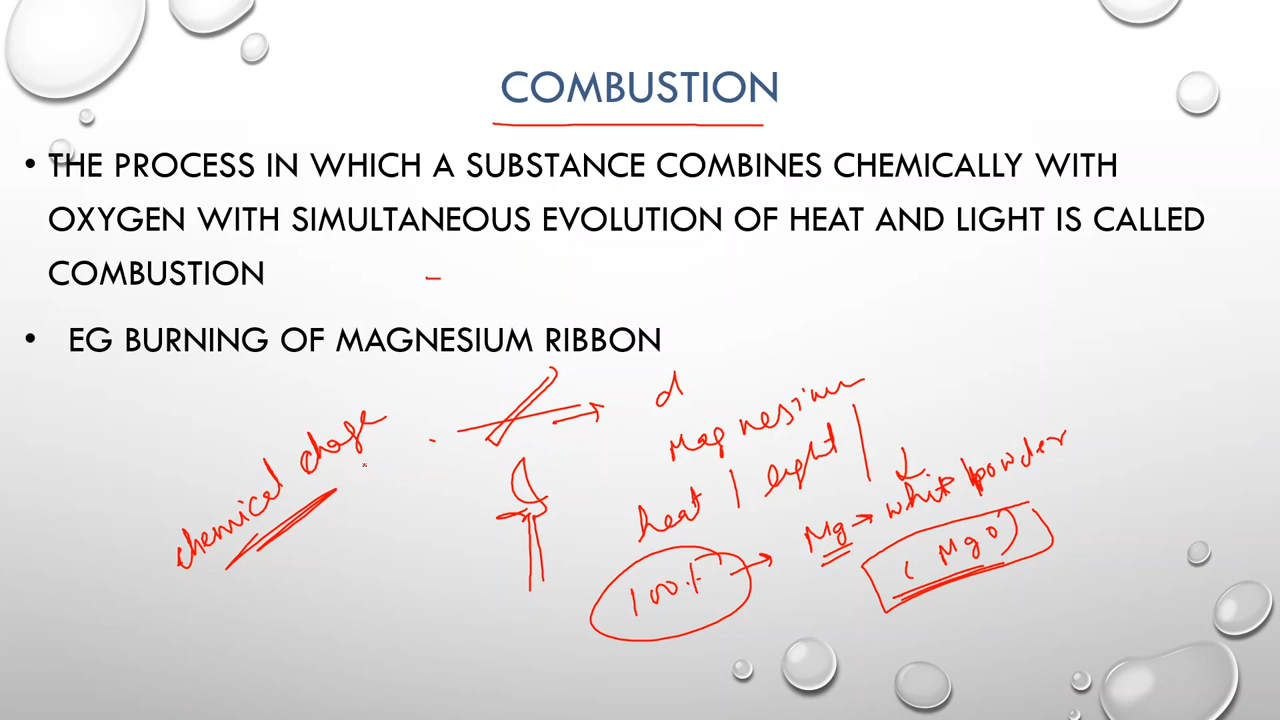 COMBUSTION
• THE PROCESS IN WHICH A SUBSTANCE COMBINES CHEMICALLY WITH
OXYGEN WITH SIMULTANEOUS EVOLUTION OF HEAT AND LIGHT IS CALLED
COMBUSTION
• EG BURNING OF MAGNESIUM RIBBON
d
Magnesium
heat | light |
Mg → white powder
(MgO)
100%
chemical chage